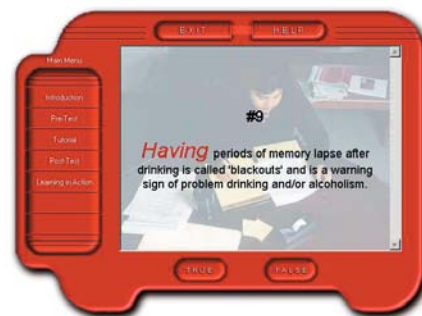 EXIT
HELP
Main Menu
Introduction
Pre-Test
Tutorial
Post-Test
Learning in Action
#9
Having periods of memory lapse after
drinking is called 'blackouts' and is a warning
sign of problem drinking and/or alcoholism.
TRUE
FALSE